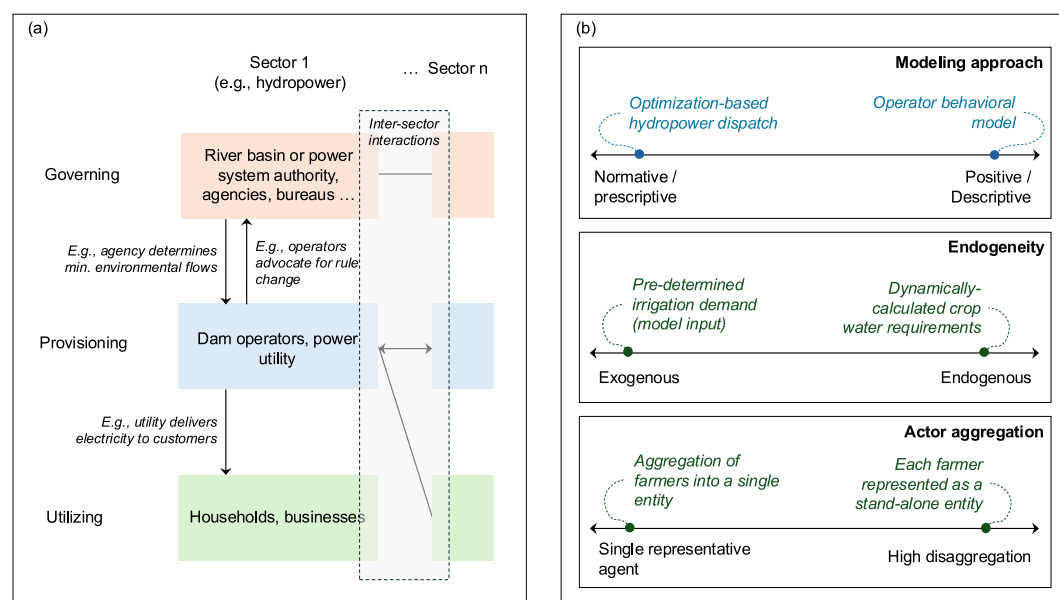 (a)
Sector 1
(e.g., hydropower)
… Sector n
Inter-sector
interactions
Governing
River basin or power
system authority,
agencies, bureaus …
E.g., agency determines
min. environmental flows
E.g., operators
advocate for rule
change
Provisioning
Dam operators, power
utility
E.g., utility delivers
electricity to customers
Utilizing
Households, businesses
(b)
Modeling approach
Optimization-based
hydropower dispatch
Operator behavioral
model
Normative /
prescriptive
Positive /
Descriptive
Endogeneity
Pre-determined
irrigation demand
(model input)
Dynamically-
calculated crop
water requirements
Exogenous
Endogenous
Actor aggregation
Aggregation of
farmers into a single
entity
Each farmer
represented as a
stand-alone entity
Single representative
agent
High disaggregation